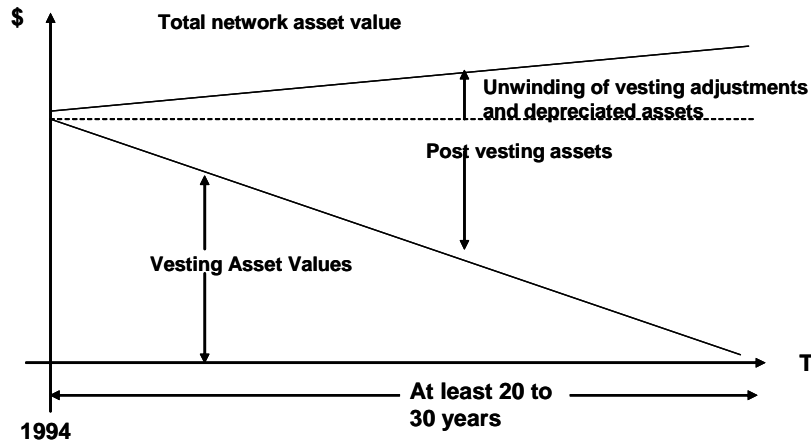 $
Total network asset value
Unwinding of vesting adjustments
and depreciated assets
Post vesting assets
Vesting Asset Values
T
At least 20 to
30 years
1994